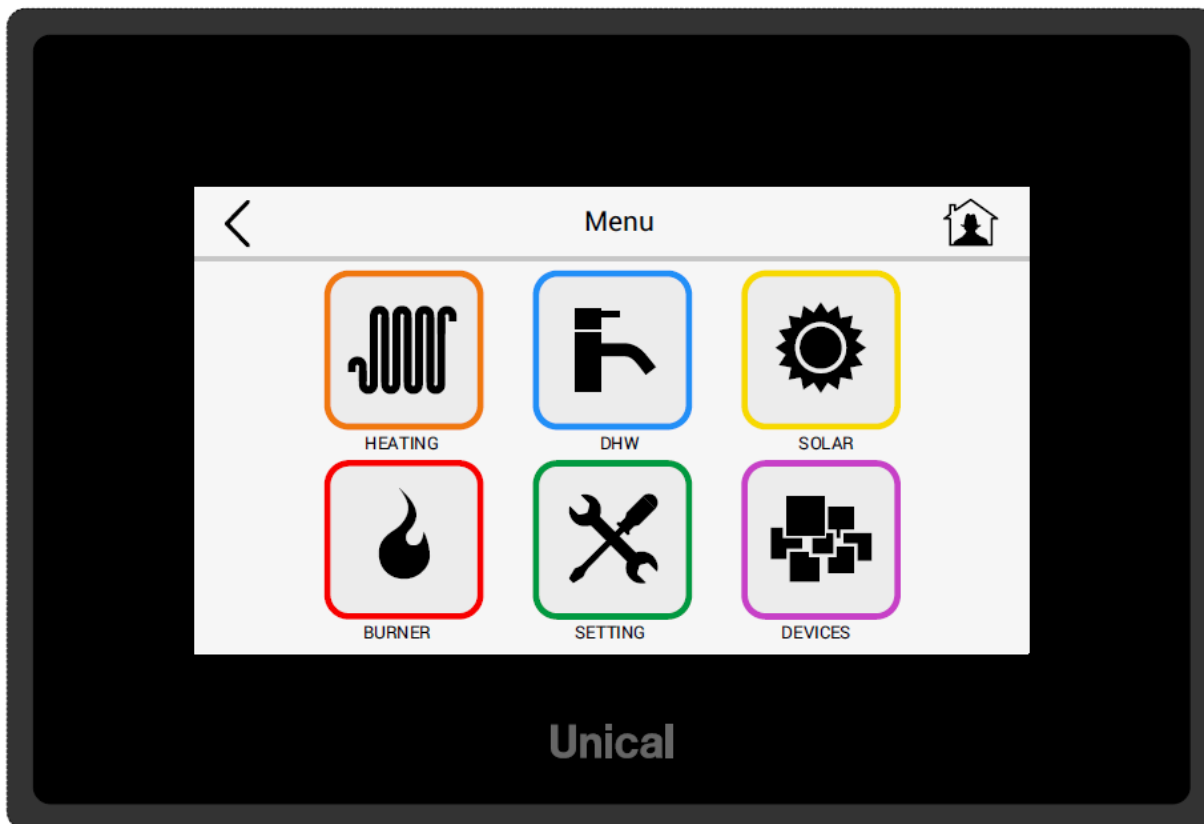 Menu
HEATING
DHW
SOLAR
BURNER
SETTING
DEVICES
Unical